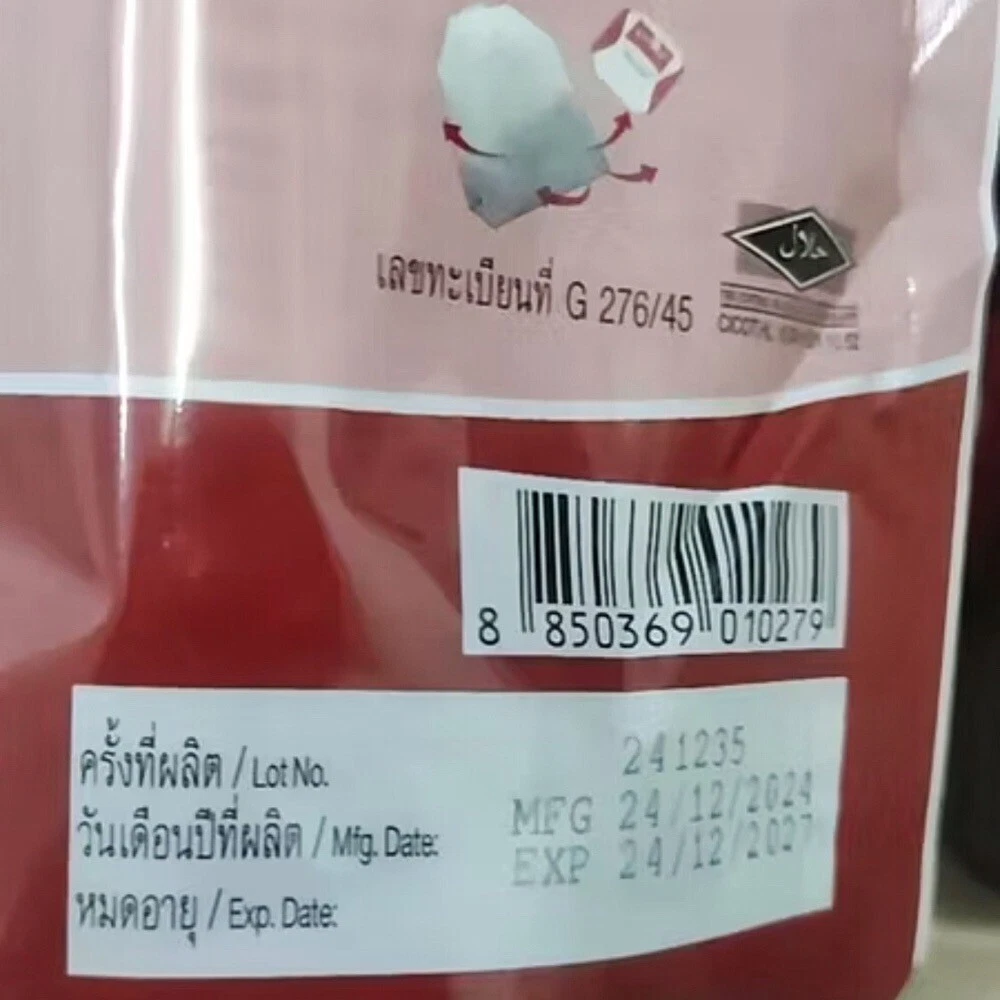 เลขทะเบียนที่ G 276/45
حلال
8 850369 010279
ครั้งที่ผลิต / Lot No. 241235
วันเดือนปีที่ผลิต / Mfg. Date: MFG 24/12/2024
หมดอายุ / Exp. Date: EXP 24/12/2027